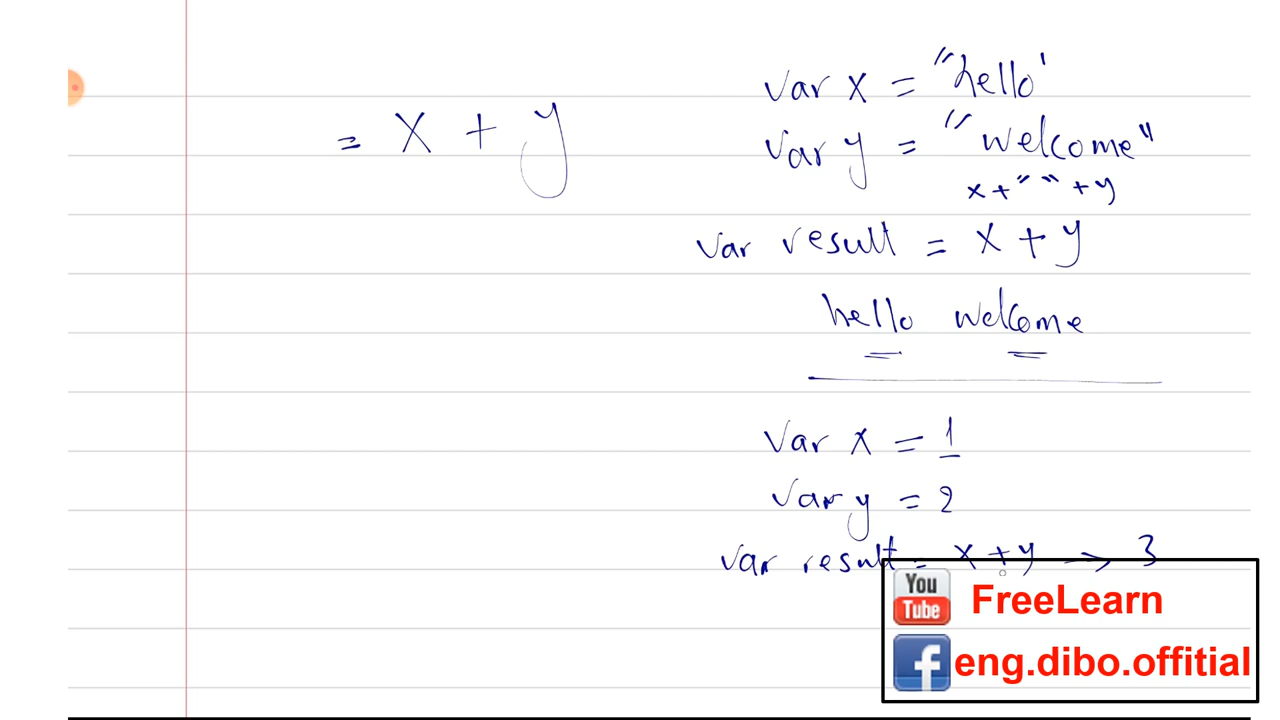 = x + y
var x = "hello'
var y = "welcome"
x + " " + y
var result = x + y
hello welcome
var x = 1
var y = 2
var result = x + y → 3
You
Tube FreeLearn
f eng.dibo.offitial